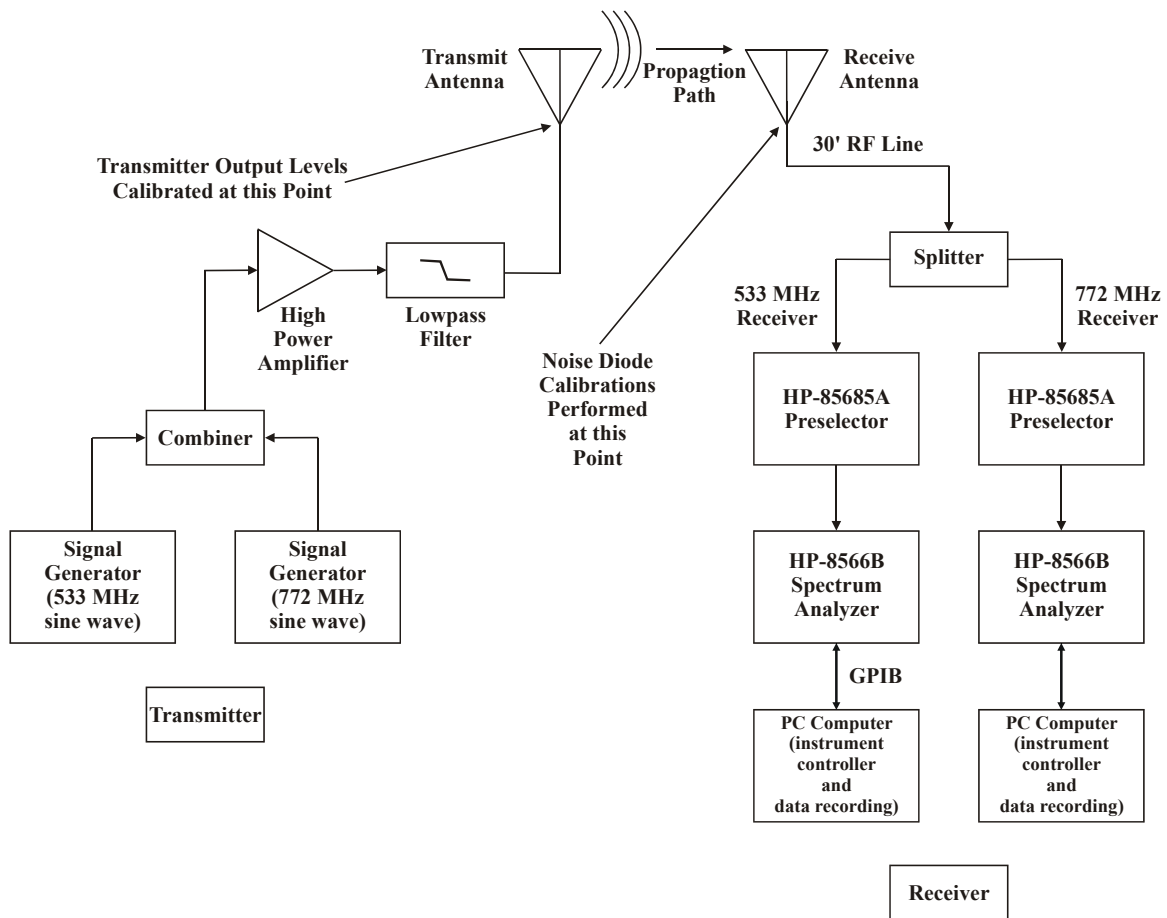 Transmit
Antenna
Propagtion
Path
Receive
Antenna
30' RF Line
Transmitter Output Levels
Calibrated at this Point
Splitter
533 MHz
Receiver
772 MHz
Receiver
High
Power
Amplifier
Lowpass
Filter
Noise Diode
Calibrations
Performed
at this
Point
HP-85685A
Preselector
HP-85685A
Preselector
Combiner
Signal
Generator
(533 MHz
sine wave)
Signal
Generator
(772 MHz
sine wave)
HP-8566B
Spectrum
Analyzer
HP-8566B
Spectrum
Analyzer
GPIB
Transmitter
PC Computer
(instrument
controller
and
data recording)
PC Computer
(instrument
controller
and
data recording)
Receiver